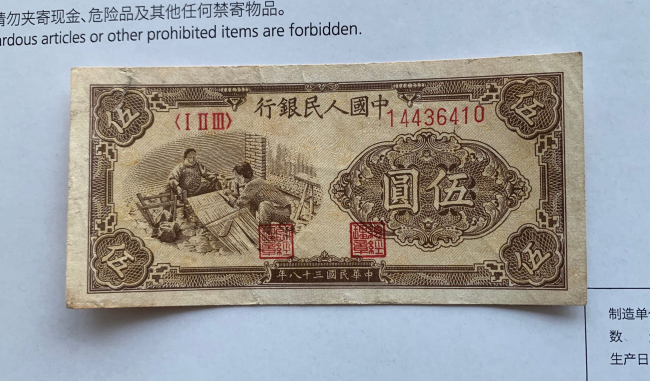 请勿夹寄现金、危险品及其他任何禁寄物品。
ardous articles or other prohibited items are forbidden.
中國人民銀行
伍
伍
〈I II III〉
14436410
伍圓
伍
伍
中華民國三十八年
制造单
数
生产日